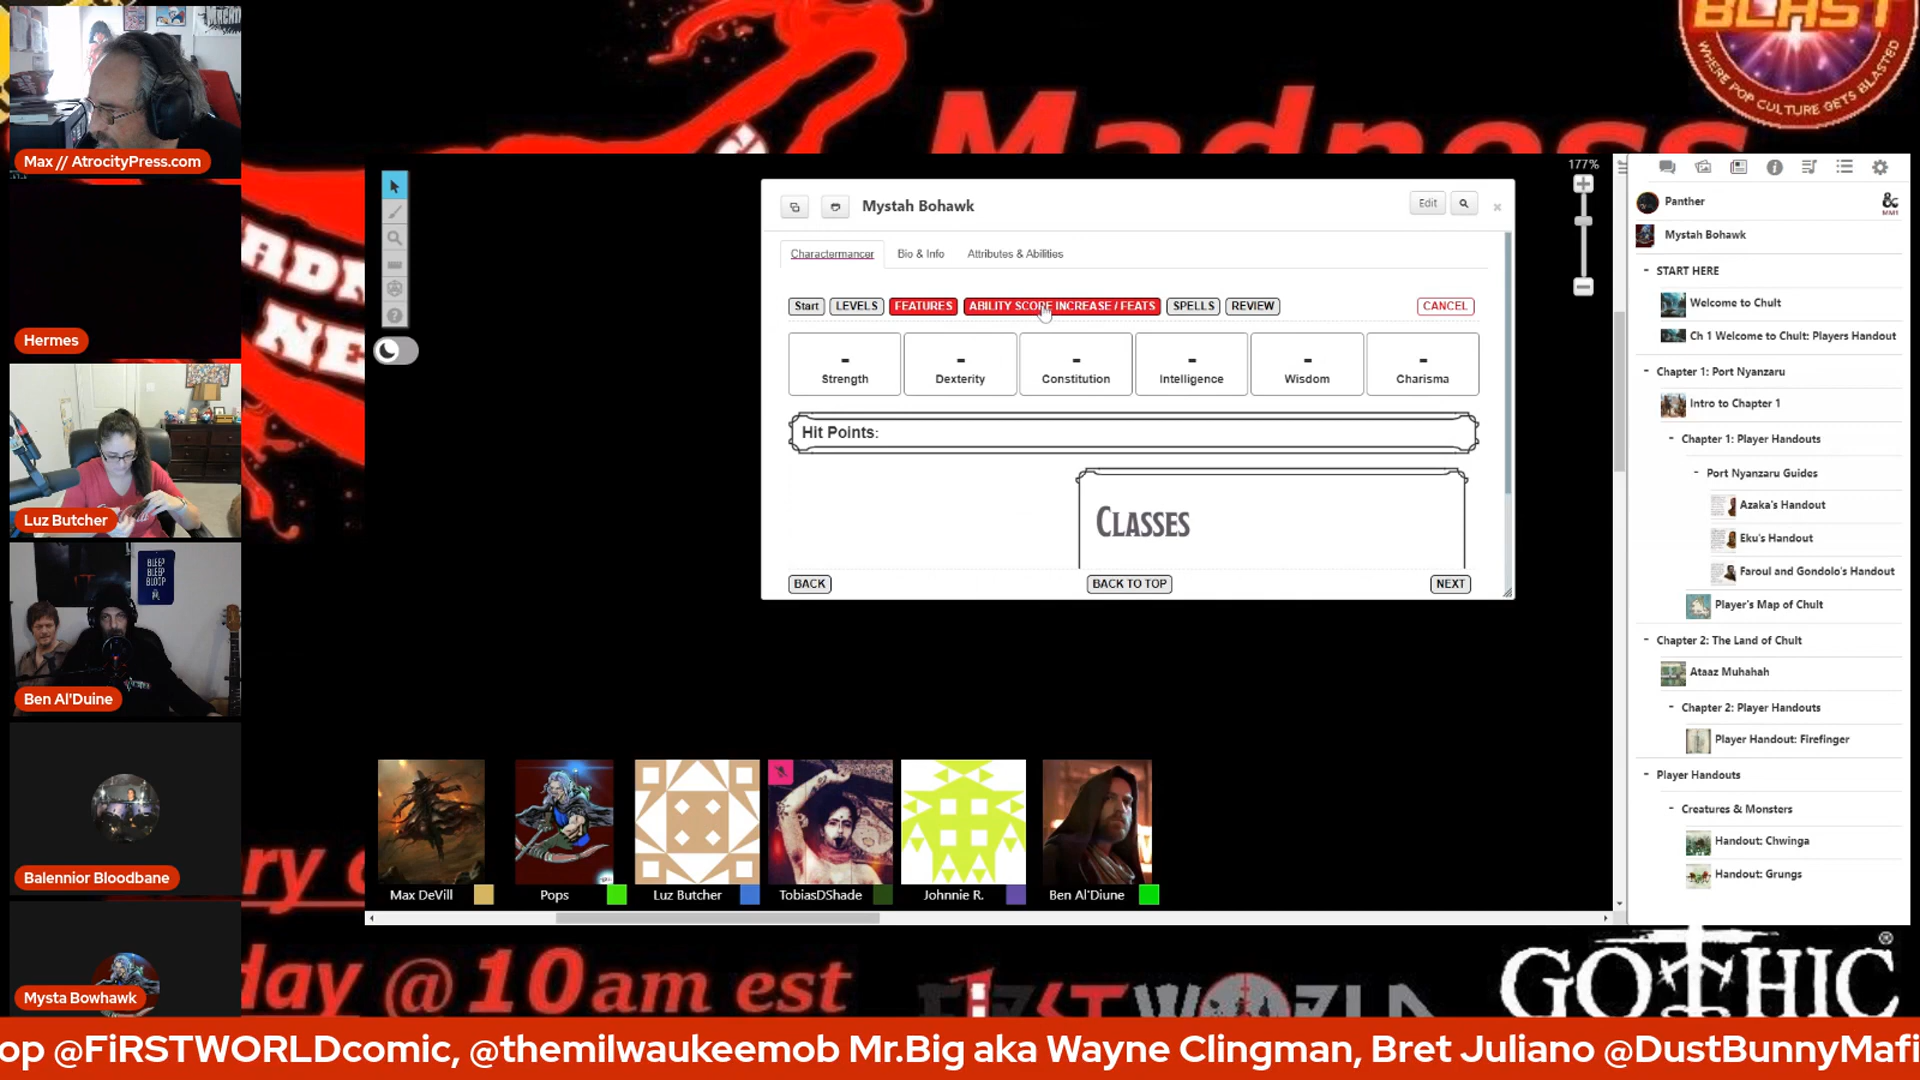 BLAST
WHERE POP CULTURE GETS BLASTED
Madness
Max // AtrocityPress.com
Hermes
Luz Butcher
BLEEP
BLEEP
BLOOP
Ben Al'Duine
Balennior Bloodbane
Mysta Bowhawk
177%
Mystah Bohawk
Edit
Charactermancer
Bio & Info
Attributes & Abilities
Start
LEVELS
FEATURES
ABILITY SCORE INCREASE / FEATS
SPELLS
REVIEW
CANCEL
- - - - - -
Strength
Dexterity
Constitution
Intelligence
Wisdom
Charisma
Hit Points:
CLASSES
BACK
BACK TO TOP
NEXT
Max DeVill
Pops
Luz Butcher
TobiasDShade
Johnnie R.
Ben Al'Diune
Panther
Mystah Bohawk
START HERE
Welcome to Chult
Ch 1 Welcome to Chult: Players Handout
Chapter 1: Port Nyanzaru
Intro to Chapter 1
Chapter 1: Player Handouts
Port Nyanzaru Guides
Azaka's Handout
Eku's Handout
Faroul and Gondolo's Handout
Player's Map of Chult
Chapter 2: The Land of Chult
Ataaz Muhahah
Chapter 2: Player Handouts
Player Handout: Firefinger
Player Handouts
Creatures & Monsters
Handout: Chwinga
Handout: Grungs
day @ 10am est
FIRSTWORLD
GOTHIC
op @FiRSTWORLDcomic, @themilwaukeemob Mr.Big aka Wayne Clingman, Bret Juliano @DustBunnyMafi